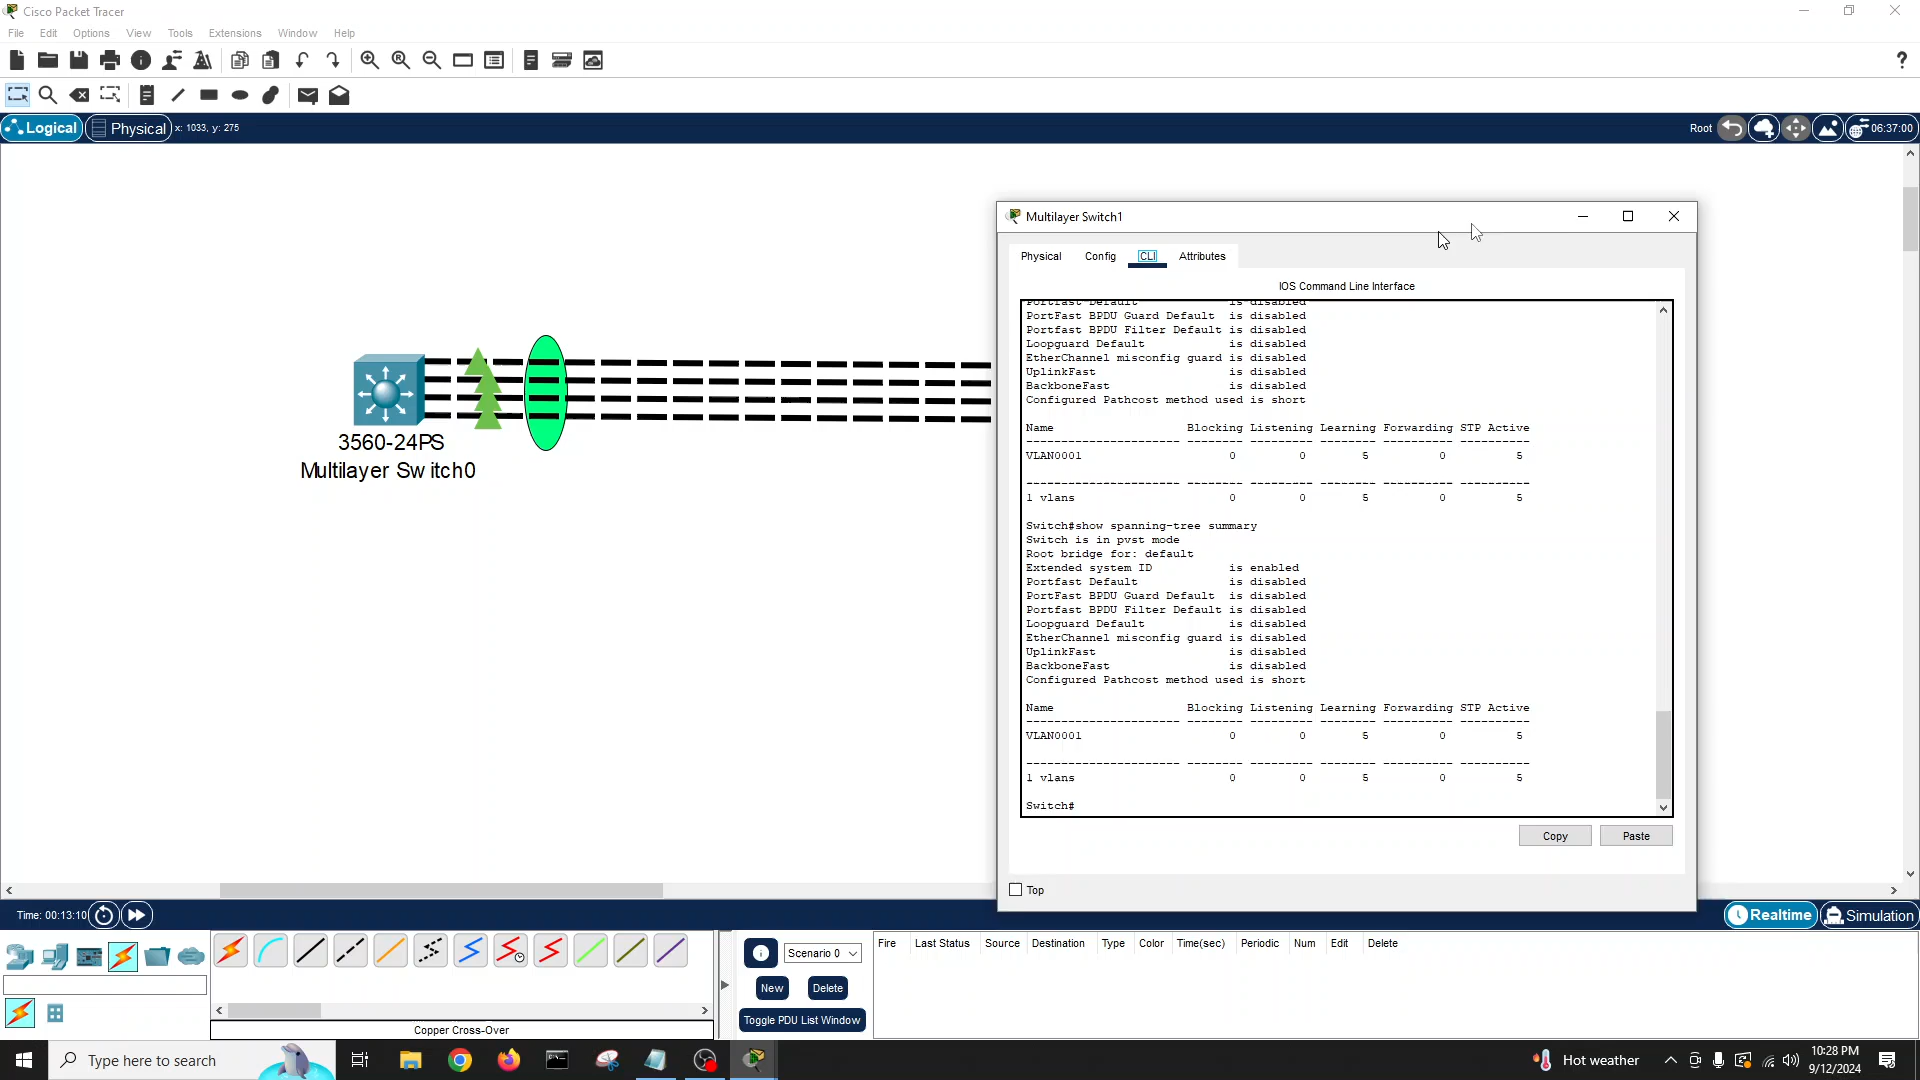 Cisco Packet Tracer
File Edit Options View Tools Extensions Window Help
?
Logical Physical x: 1033, y: 275 Root 06:37:00
3560-24PS
Multilayer Switch0
Multilayer Switch1
Physical Config CLI Attributes
IOS Command Line Interface
Portfast Default is disabled
PortFast BPDU Guard Default is disabled
Portfast BPDU Filter Default is disabled
Loopguard Default is disabled
EtherChannel misconfig guard is disabled
UplinkFast is disabled
BackboneFast is disabled
Configured Pathcost method used is short
Name Blocking Listening Learning Forwarding STP Active
---------------------- -------- --------- -------- ---------- ----------
VLAN0001 0 0 5 0 5
---------------------- -------- --------- -------- ---------- ----------
1 vlans 0 0 5 0 5
Switch#show spanning-tree summary
Switch is in pvst mode
Root bridge for: default
Extended system ID is enabled
Portfast Default is disabled
PortFast BPDU Guard Default is disabled
Portfast BPDU Filter Default is disabled
Loopguard Default is disabled
EtherChannel misconfig guard is disabled
UplinkFast is disabled
BackboneFast is disabled
Configured Pathcost method used is short
Name Blocking Listening Learning Forwarding STP Active
---------------------- -------- --------- -------- ---------- ----------
VLAN0001 0 0 5 0 5
---------------------- -------- --------- -------- ---------- ----------
1 vlans 0 0 5 0 5
Switch#
Copy Paste
Top
Time: 00:13:10 Realtime Simulation
Scenario 0
New Delete
Toggle PDU List Window
Fire Last Status Source Destination Type Color Time(sec) Periodic Num Edit Delete
Copper Cross-Over
Type here to search
Hot weather
10:28 PM
9/12/2024